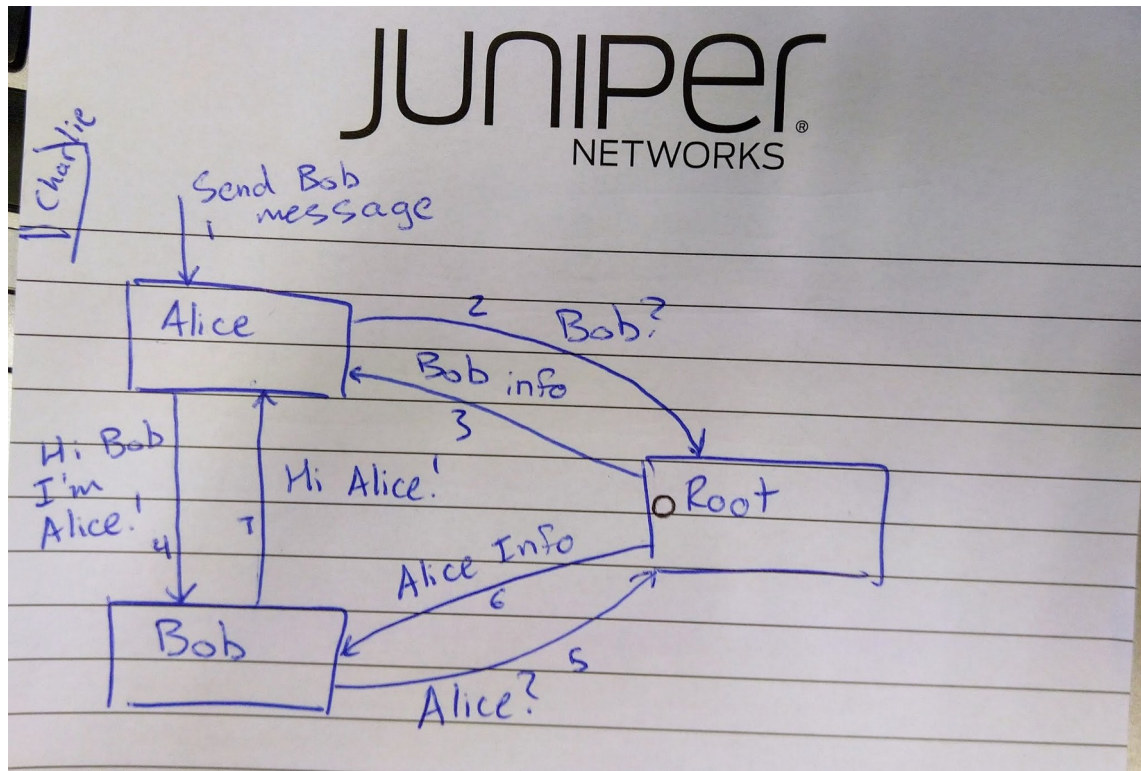 JUNIPEr
NETWORKS
®
Charlie
Send Bob
message
1
Alice
2
Bob?
Bob info
3
Hi Bob
I'm
Alice!
4
7
Hi Alice!
Root
Alice Info
6
Bob
5
Alice?